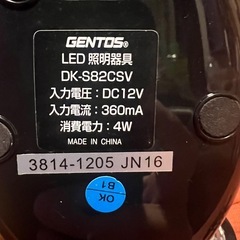 GENTOS®
LED 照明器具
DK-S82CSV
入力電圧：DC12V
入力電流：360mA
消費電力：4W
MADE IN CHINA
3814-1205 JN16
OK
B1